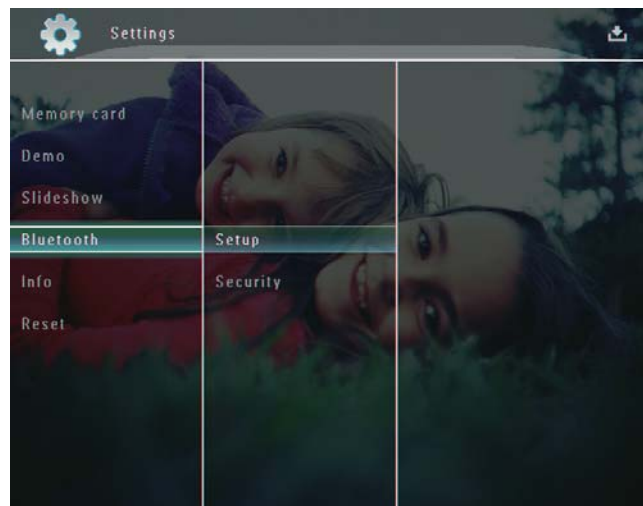 Settings
Memory card
Demo
Slideshow
Bluetooth
Info
Reset
Setup
Security